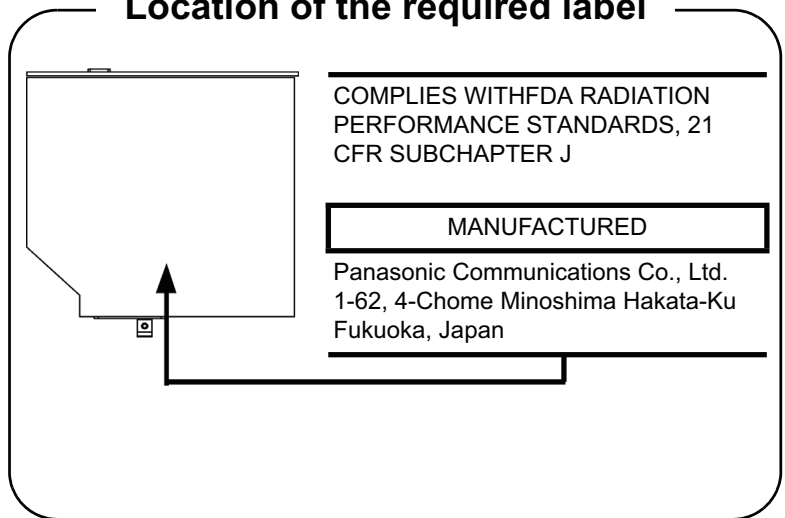 Location of the required label
COMPLIES WITHFDA RADIATION
PERFORMANCE STANDARDS, 21
CFR SUBCHAPTER J
MANUFACTURED
Panasonic Communications Co., Ltd.
1-62, 4-Chome Minoshima Hakata-Ku
Fukuoka, Japan